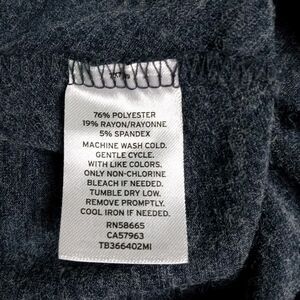 76% POLYESTER
19% RAYON/RAYONNE
5% SPANDEX
MACHINE WASH COLD.
GENTLE CYCLE.
WITH LIKE COLORS.
ONLY NON-CHLORINE
BLEACH IF NEEDED.
TUMBLE DRY LOW.
REMOVE PROMPTLY.
COOL IRON IF NEEDED.
RN58665
CA57963
TB366402MI